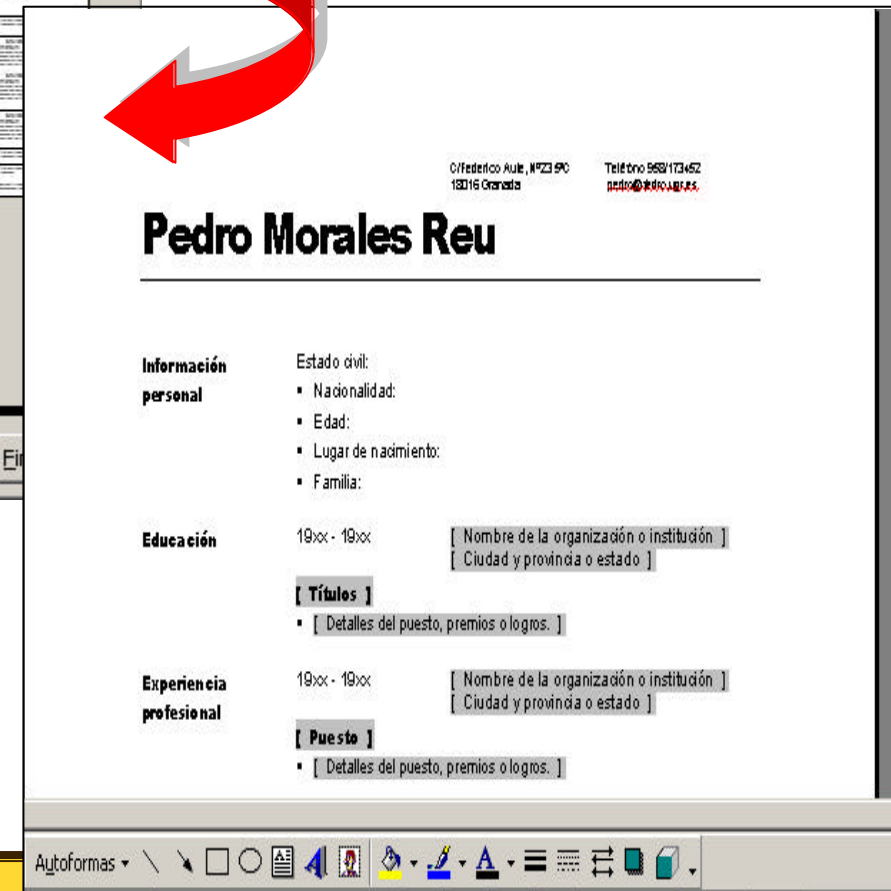 C/Federico Aule, Nº23 5ºC Teléfono 958/173452
18016 Granada
Pedro Morales Reu
Información personal
Estado civil:
▪ Nacionalidad:
▪ Edad:
▪ Lugar de nacimiento:
▪ Familia:
Educación 19xx - 19xx [ Nombre de la organización o institución ]
[ Ciudad y provincia o estado ]
[ Títulos ]
▪ [ Detalles del puesto, premios o logros. ]
Experiencia profesional
19xx - 19xx [ Nombre de la organización o institución ]
[ Ciudad y provincia o estado ]
[ Puesto ]
▪ [ Detalles del puesto, premios o logros. ]
Autoformas